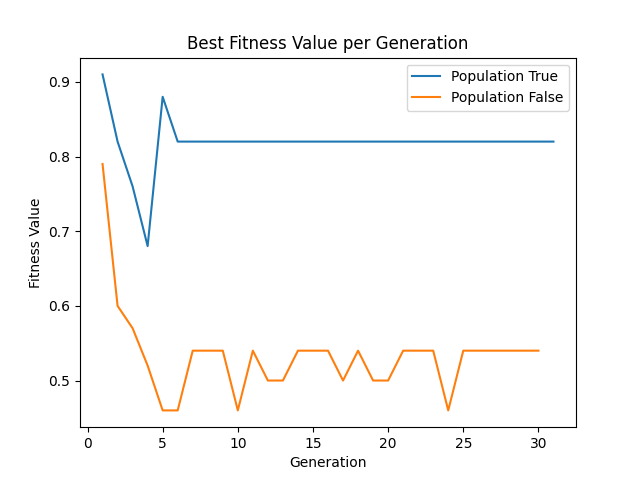 Best Fitness Value per Generation
Population True
Population False
Fitness Value
0.9
0.8
0.7
0.6
0.5
0 5 10 15 20 25 30
Generation